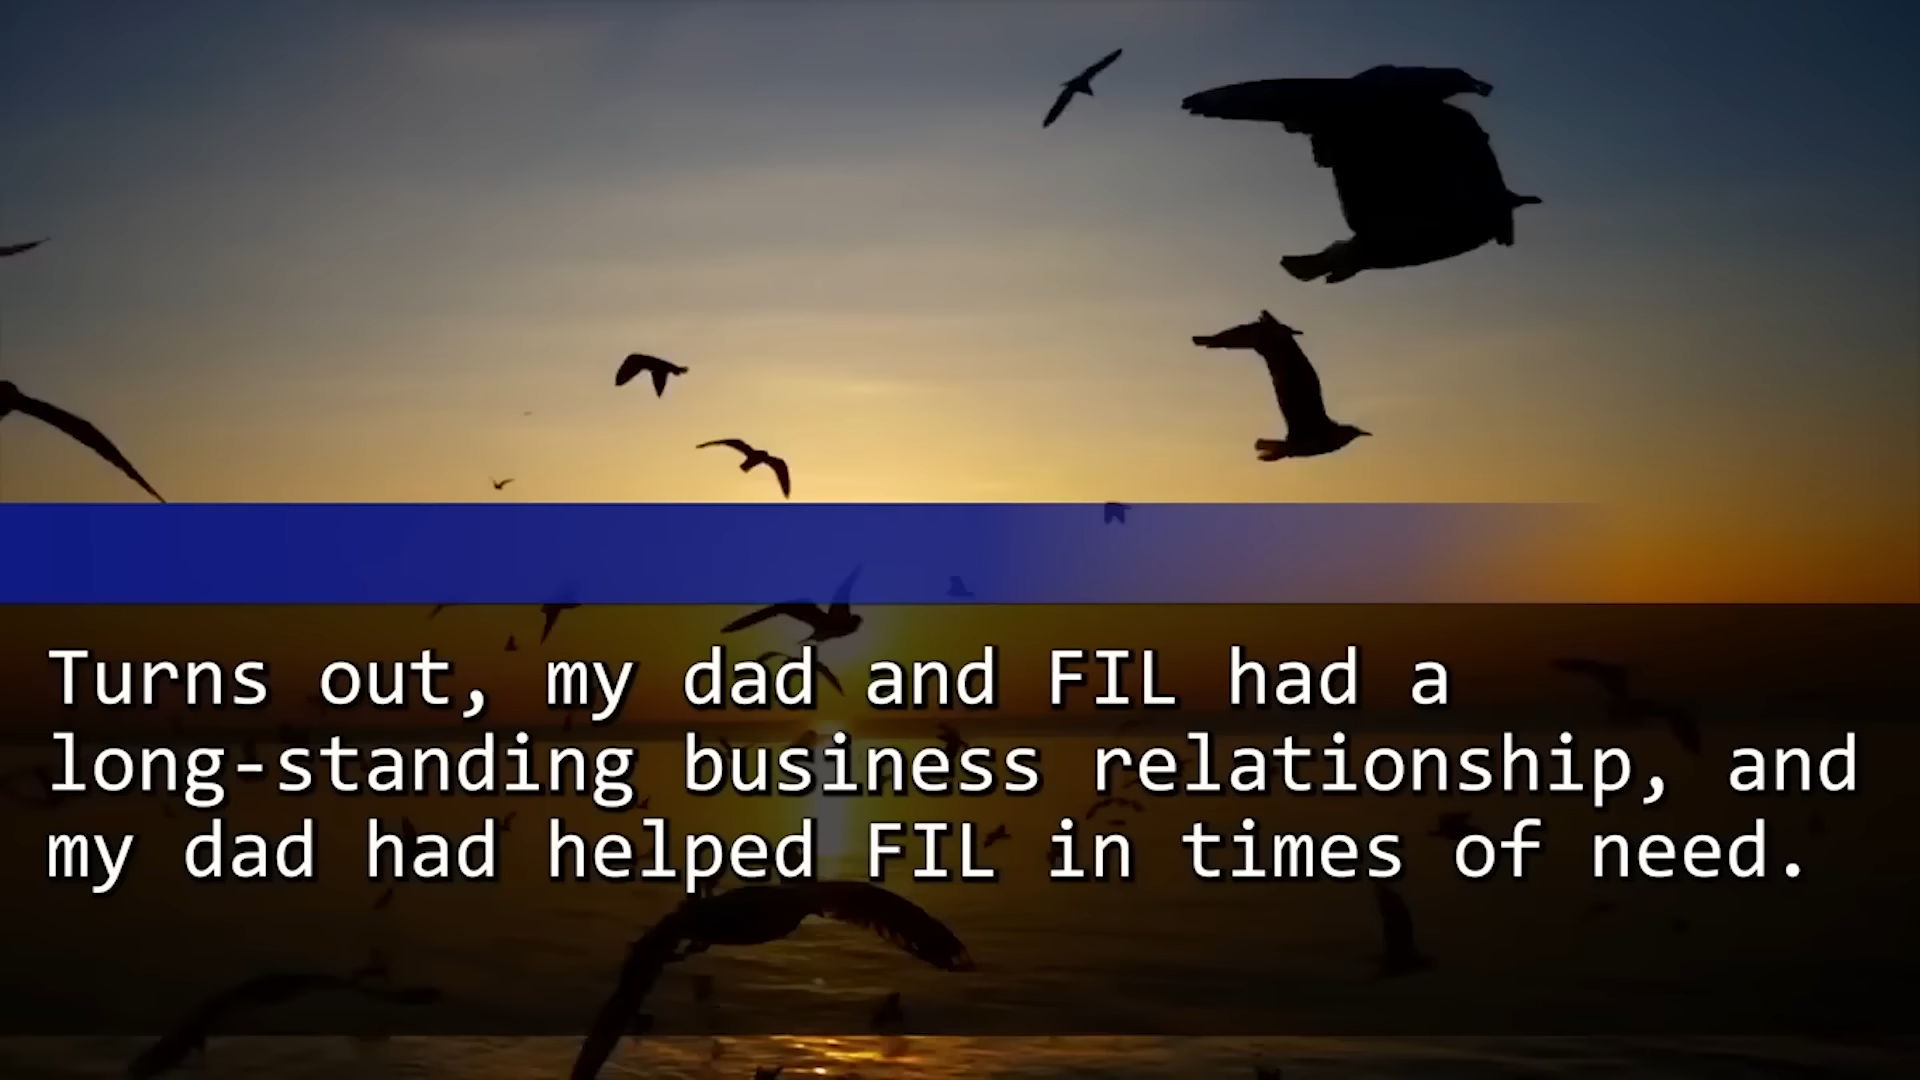 Turns out, my dad and FIL had a
long-standing business relationship, and
my dad had helped FIL in times of need.